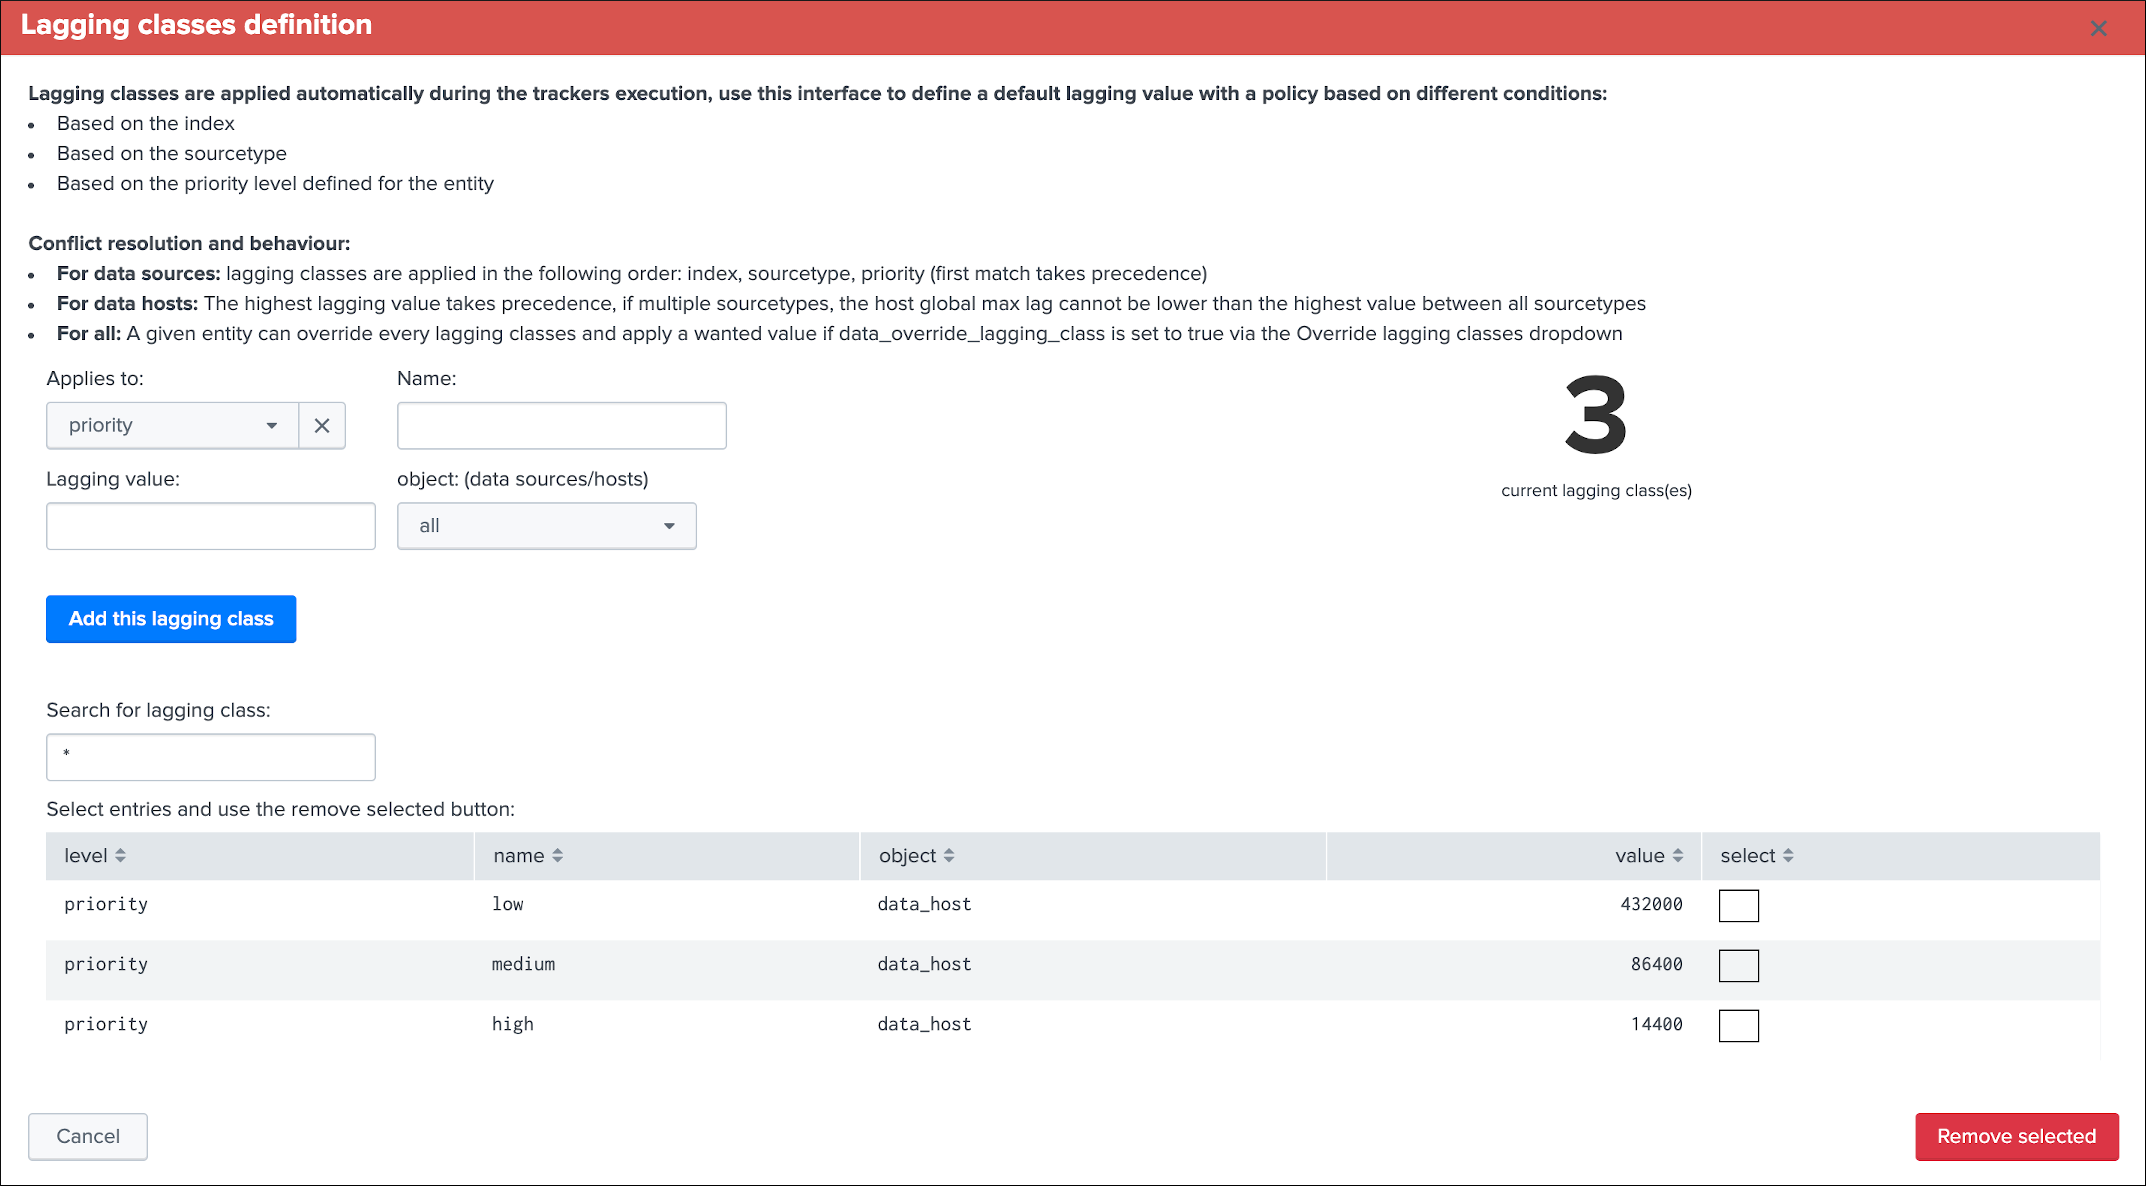 Lagging classes definition
Lagging classes are applied automatically during the trackers execution, use this interface to define a default lagging value with a policy based on different conditions:
• Based on the index
• Based on the sourcetype
• Based on the priority level defined for the entity
Conflict resolution and behaviour:
• For data sources: lagging classes are applied in the following order: index, sourcetype, priority (first match takes precedence)
• For data hosts: The highest lagging value takes precedence, if multiple sourcetypes, the host global max lag cannot be lower than the highest value between all sourcetypes
• For all: A given entity can override every lagging classes and apply a wanted value if data_override_lagging_class is set to true via the Override lagging classes dropdown
Applies to: Name:
priority
3
current lagging class(es)
Lagging value: object: (data sources/hosts)
all
Add this lagging class
Search for lagging class:
*
Select entries and use the remove selected button:
level name object value select
priority low data_host 432000
priority medium data_host 86400
priority high data_host 14400
Cancel Remove selected